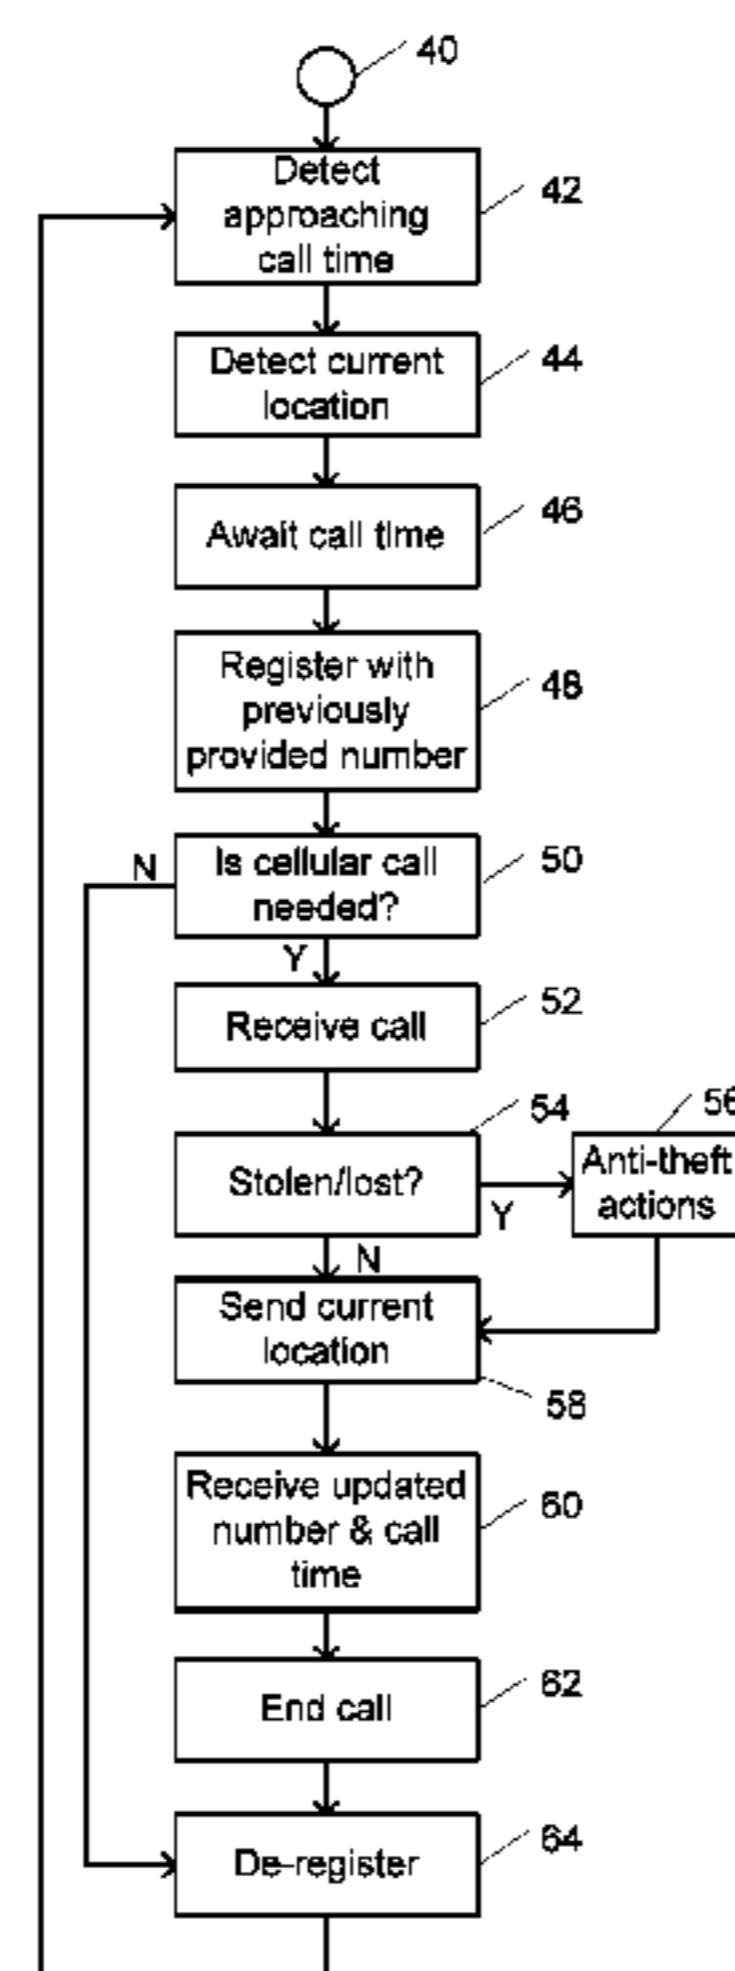 40
Detect
approaching
call time
42
Detect current
location
44
Await call time
46
Register with
previously
provided number
48
Is cellular call
needed?
50
N
Y
Receive call
52
Stolen/lost?
54
Y
Anti-theft
actions
56
N
Send current
location
58
Receive updated
number & call
time
60
End call
62
De-register
64